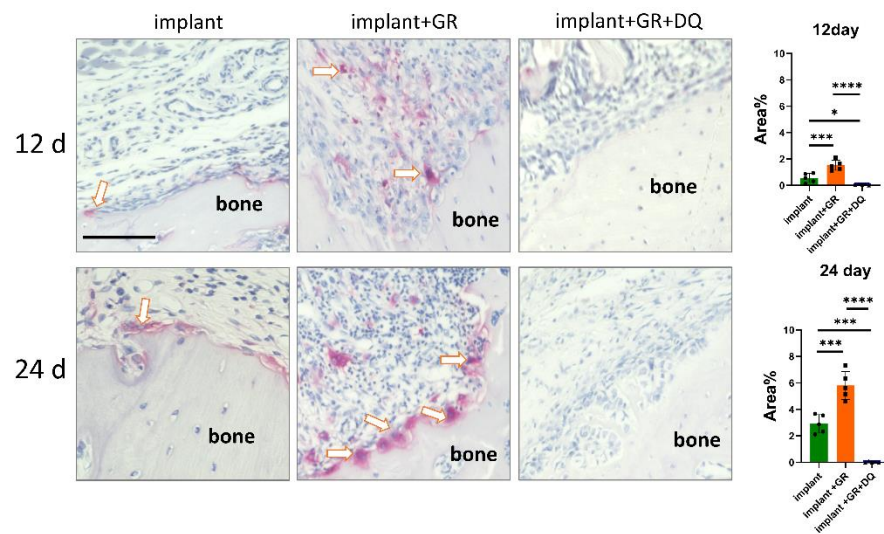 implant
implant+GR
implant+GR+DQ
12 d
bone
bone
bone
24 d
bone
bone
bone
12day
Area%
10
8
6
4
2
0
****
*
***
implant
implant+GR
implant+GR+DQ
24 day
Area%
10
8
6
4
2
0
****
***
***
implant
implant +GR
implant +GR+DQ